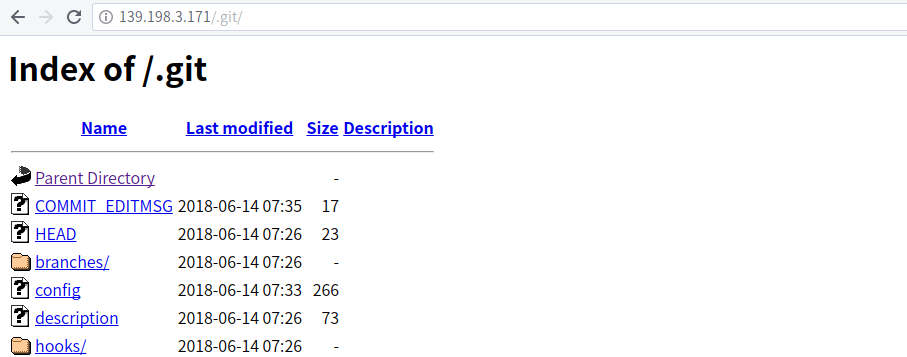 139.198.3.171/.git/
Index of /.git
Name Last modified Size Description
Parent Directory -
COMMIT_EDITMSG 2018-06-14 07:35 17
HEAD 2018-06-14 07:26 23
branches/ 2018-06-14 07:26 -
config 2018-06-14 07:33 266
description 2018-06-14 07:26 73
hooks/ 2018-06-14 07:26 -